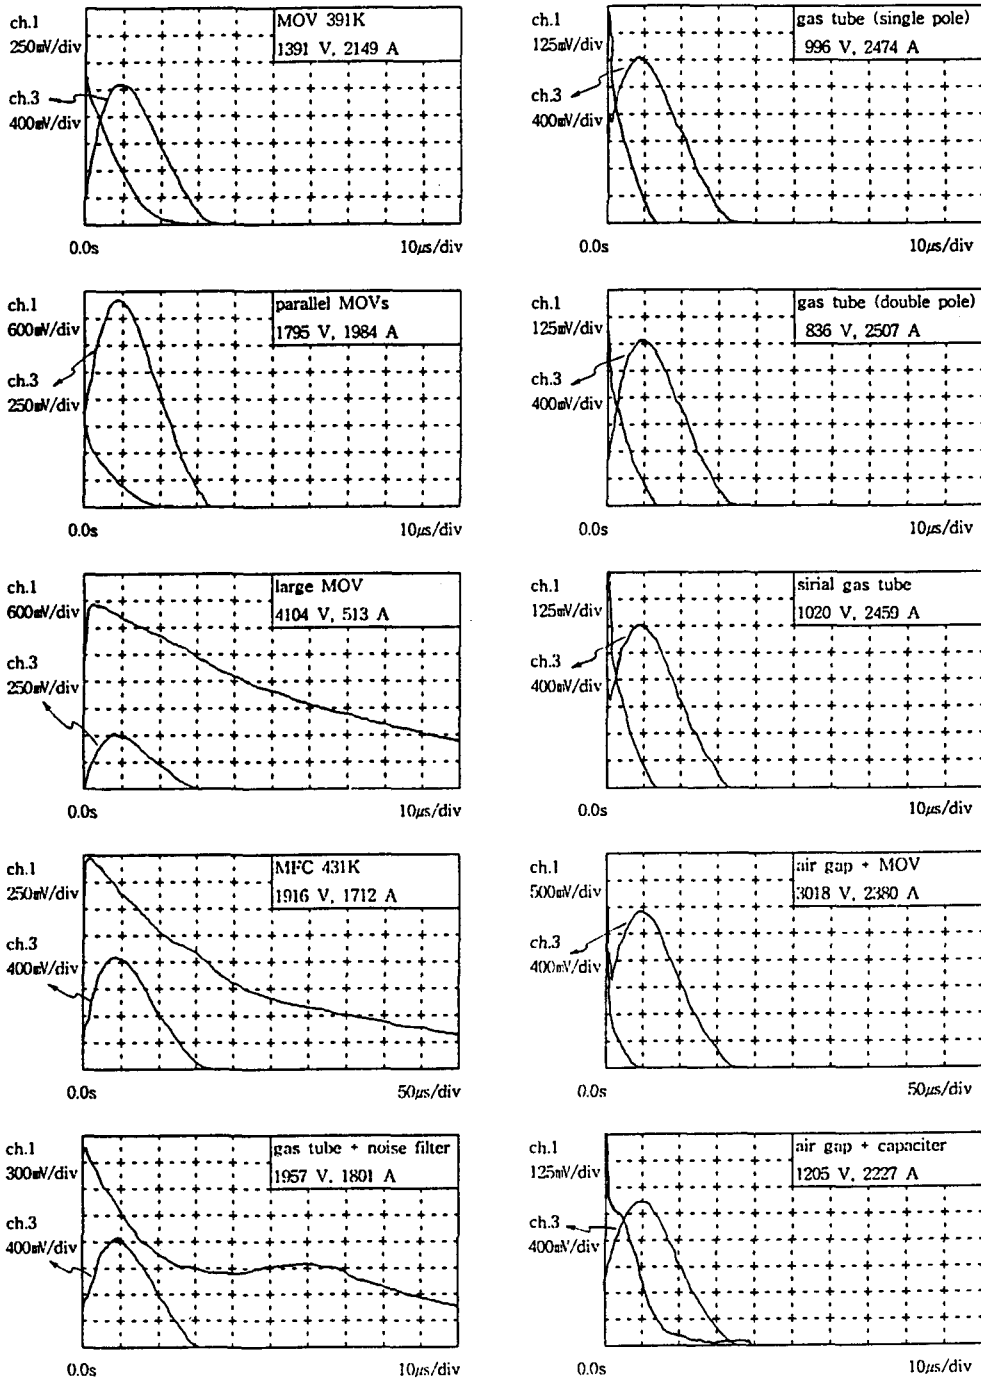 ch.1
250mV/div
ch.3
400mV/div
MOV 391K
1391 V, 2149 A
0.0s
10μs/div
ch.1
125mV/div
ch.3
400mV/div
gas tube (single pole)
996 V, 2474 A
0.0s
10μs/div
ch.1
600mV/div
ch.3
250mV/div
parallel MOVs
1795 V, 1984 A
0.0s
10μs/div
ch.1
125mV/div
ch.3
400mV/div
gas tube (double pole)
836 V, 2507 A
0.0s
10μs/div
ch.1
600mV/div
ch.3
250mV/div
large MOV
4104 V, 513 A
0.0s
10μs/div
ch.1
125mV/div
ch.3
400mV/div
sirial gas tube
1020 V, 2459 A
0.0s
10μs/div
ch.1
250mV/div
ch.3
400mV/div
MFC 431K
1916 V, 1712 A
0.0s
50μs/div
ch.1
500mV/div
ch.3
400mV/div
air gap + MOV
3018 V, 2380 A
0.0s
10μs/div
ch.1
300mV/div
ch.3
400mV/div
gas tube + noise filter
1957 V, 1801 A
0.0s
10μs/div
ch.1
125mV/div
ch.3
400mV/div
air gap + capaciter
1205 V, 2227 A
0.0s
10μs/div